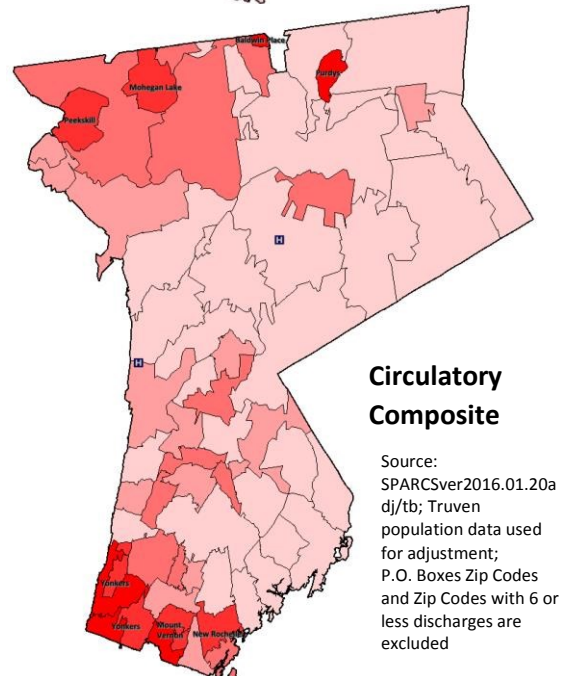 Baldwin Place
Purdys
Mohegan Lake
Peekskill
H
H
Circulatory
Composite
Source:
SPARCSver2016.01.20a
dj/tb; Truven
population data used
for adjustment;
P.O. Boxes Zip Codes
and Zip Codes with 6 or
less discharges are
excluded
Yonkers
Yonkers
Mount
Vernon
New Rochelle